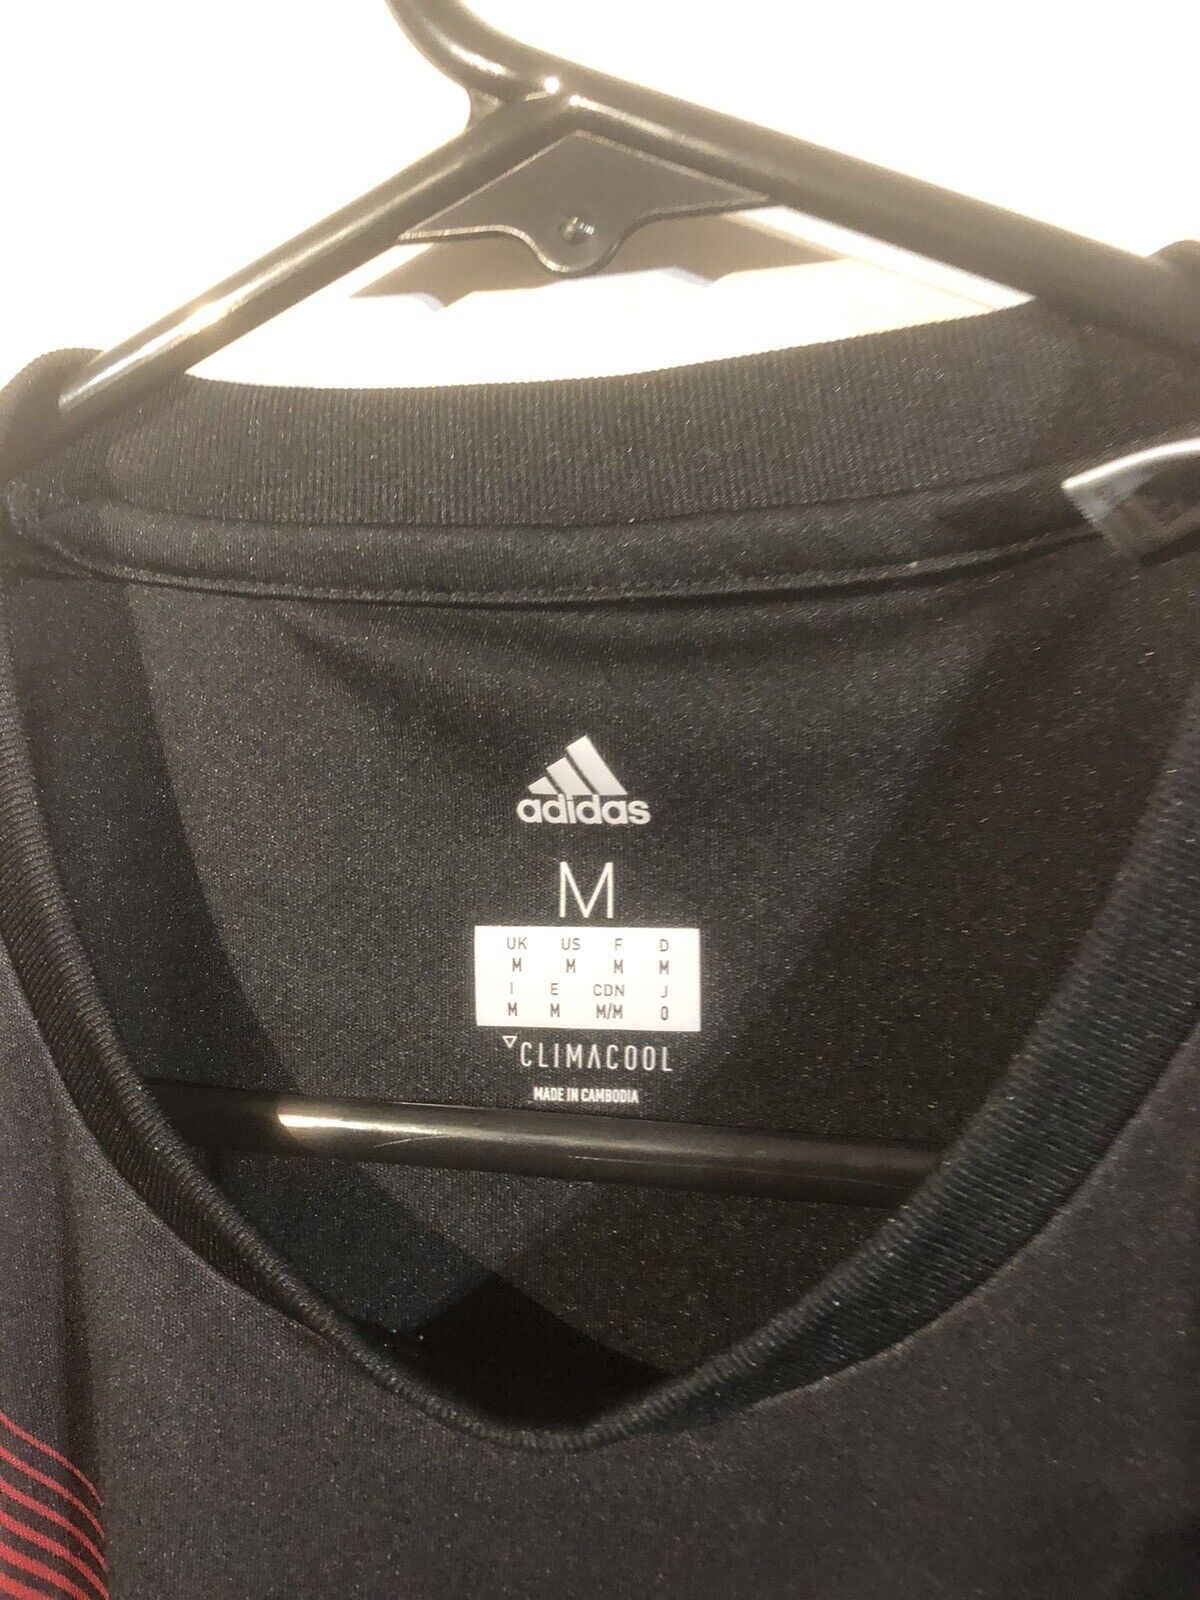 adidas
M
UK US F D
M M M M
I E CDN J
M M M/M O
CLIMACOOL
MADE IN CAMBODIA